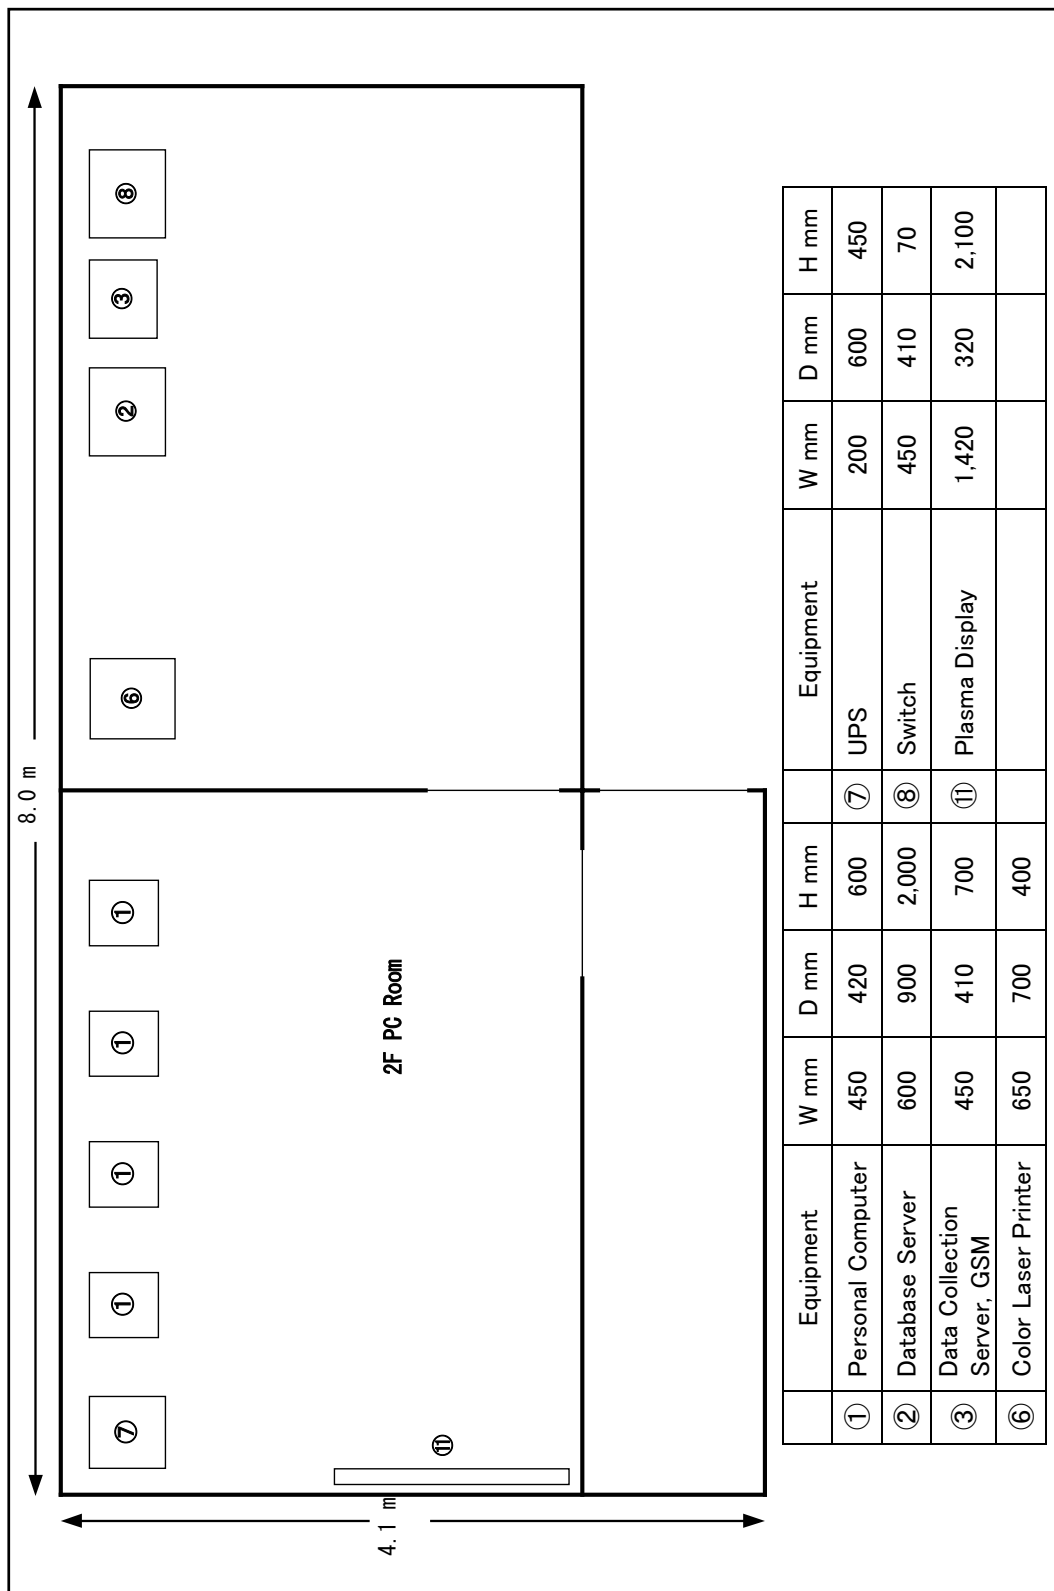 8.0 m
4.1 m
⑦ ① ① ① ① ⑥ ② ③ ⑧
2F PC Room
⑪
Equipment W mm D mm H mm Equipment W mm D mm H mm
① Personal Computer 450 420 600 ⑦ UPS 200 600 450
② Database Server 600 900 2,000 ⑧ Switch 450 410 70
③ Data Collection
Server, GSM 450 410 700 ⑪ Plasma Display 1,420 320 2,100
⑥ Color Laser Printer 650 700 400